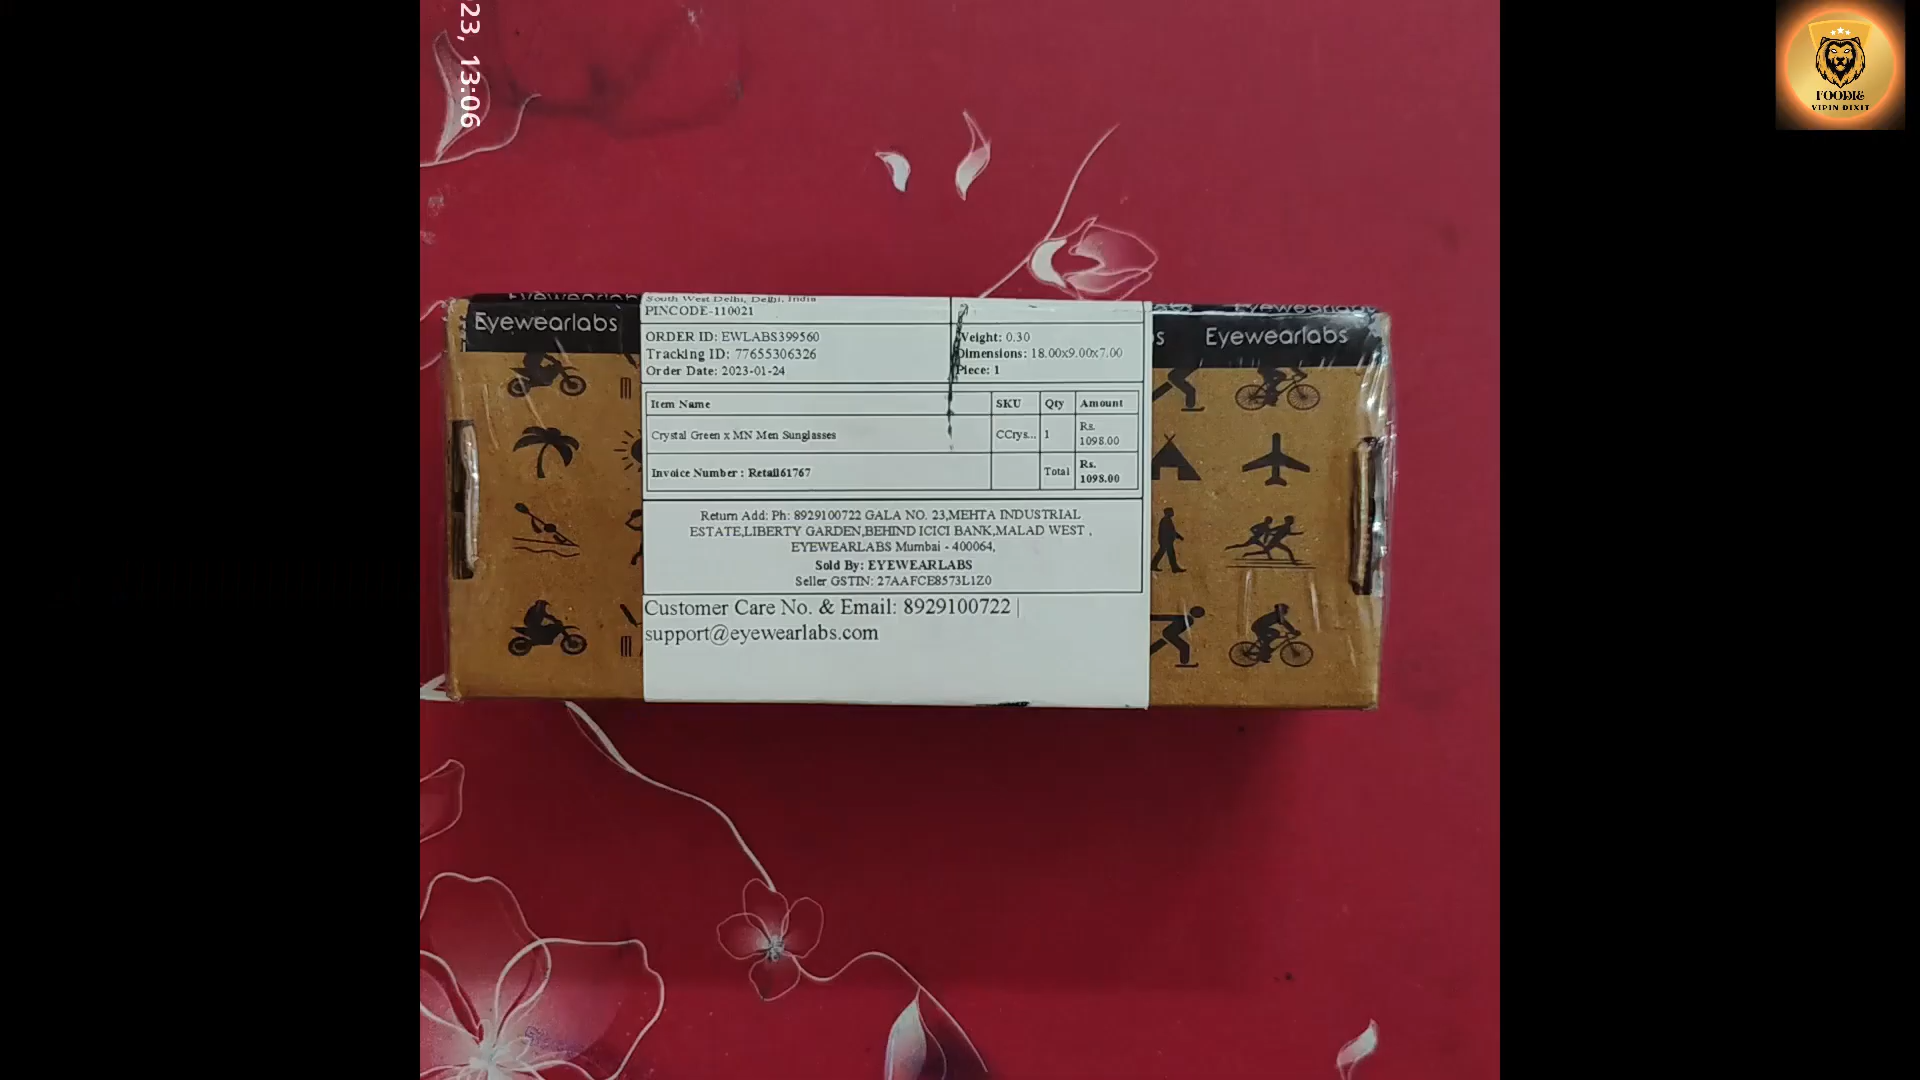 23, 13:06
FOODIE
VIPIN DIXIT
Eyewearlabs
Eyewearlabs
Eyewearlabs
Eyewearlabs
South West Delhi, Delhi, India
PINCODE-110021
ORDER ID: EWLABS399560
Tracking ID: 77655306326
Order Date: 2023-01-24
Weight: 0.30
Dimensions: 18.00x9.00x7.00
Piece: 1
Item Name SKU Qty Amount
Crystal Green x MN Men Sunglasses CCrys... 1 Rs. 1098.00
Invoice Number : Retail61767 Total Rs. 1098.00
Return Add: Ph: 8929100722 GALA NO. 23,MEHTA INDUSTRIAL
ESTATE,LIBERTY GARDEN,BEHIND ICICI BANK,MALAD WEST ,
EYEWEARLABS Mumbai - 400064,
Sold By: EYEWEARLABS
Seller GSTIN: 27AAFCE8573L1Z0
Customer Care No. & Email: 8929100722 |
support@eyewearlabs.com